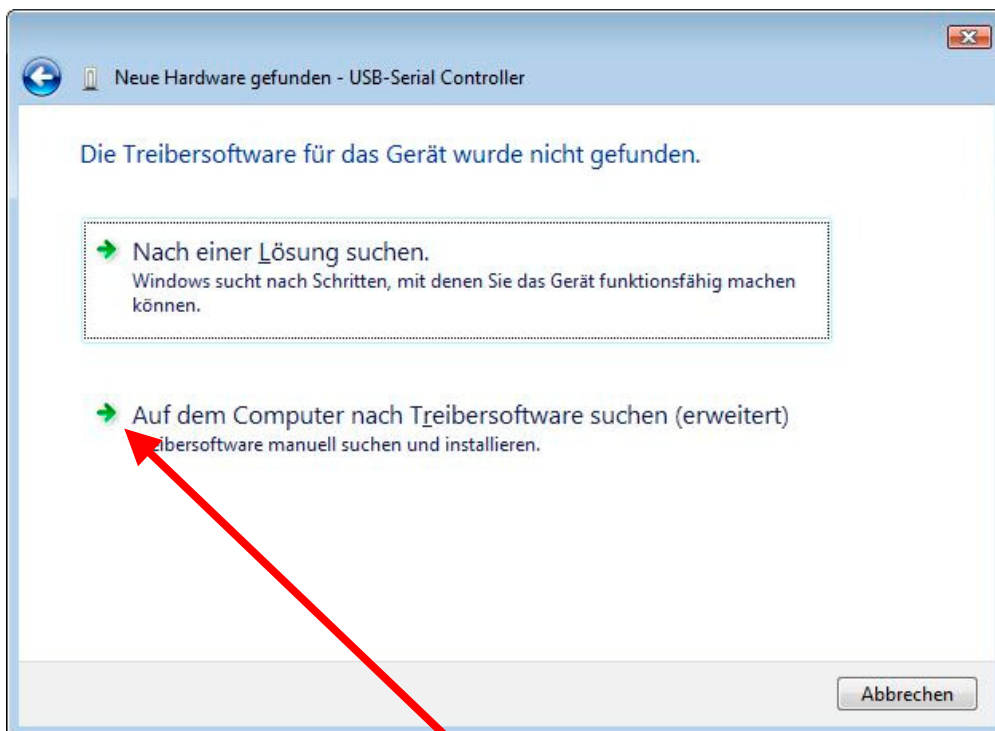 Neue Hardware gefunden - USB-Serial Controller
Die Treibersoftware für das Gerät wurde nicht gefunden.
Nach einer Lösung suchen.
Windows sucht nach Schritten, mit denen Sie das Gerät funktionsfähig machen
können.
Auf dem Computer nach Treibersoftware suchen (erweitert)
Treibersoftware manuell suchen und installieren.
Abbrechen